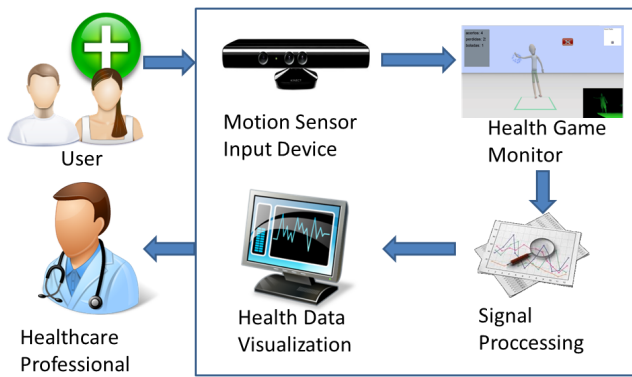 User
Motion Sensor
Input Device
Health Game
Monitor
Healthcare
Professional
Health Data
Visualization
Signal
Proccessing